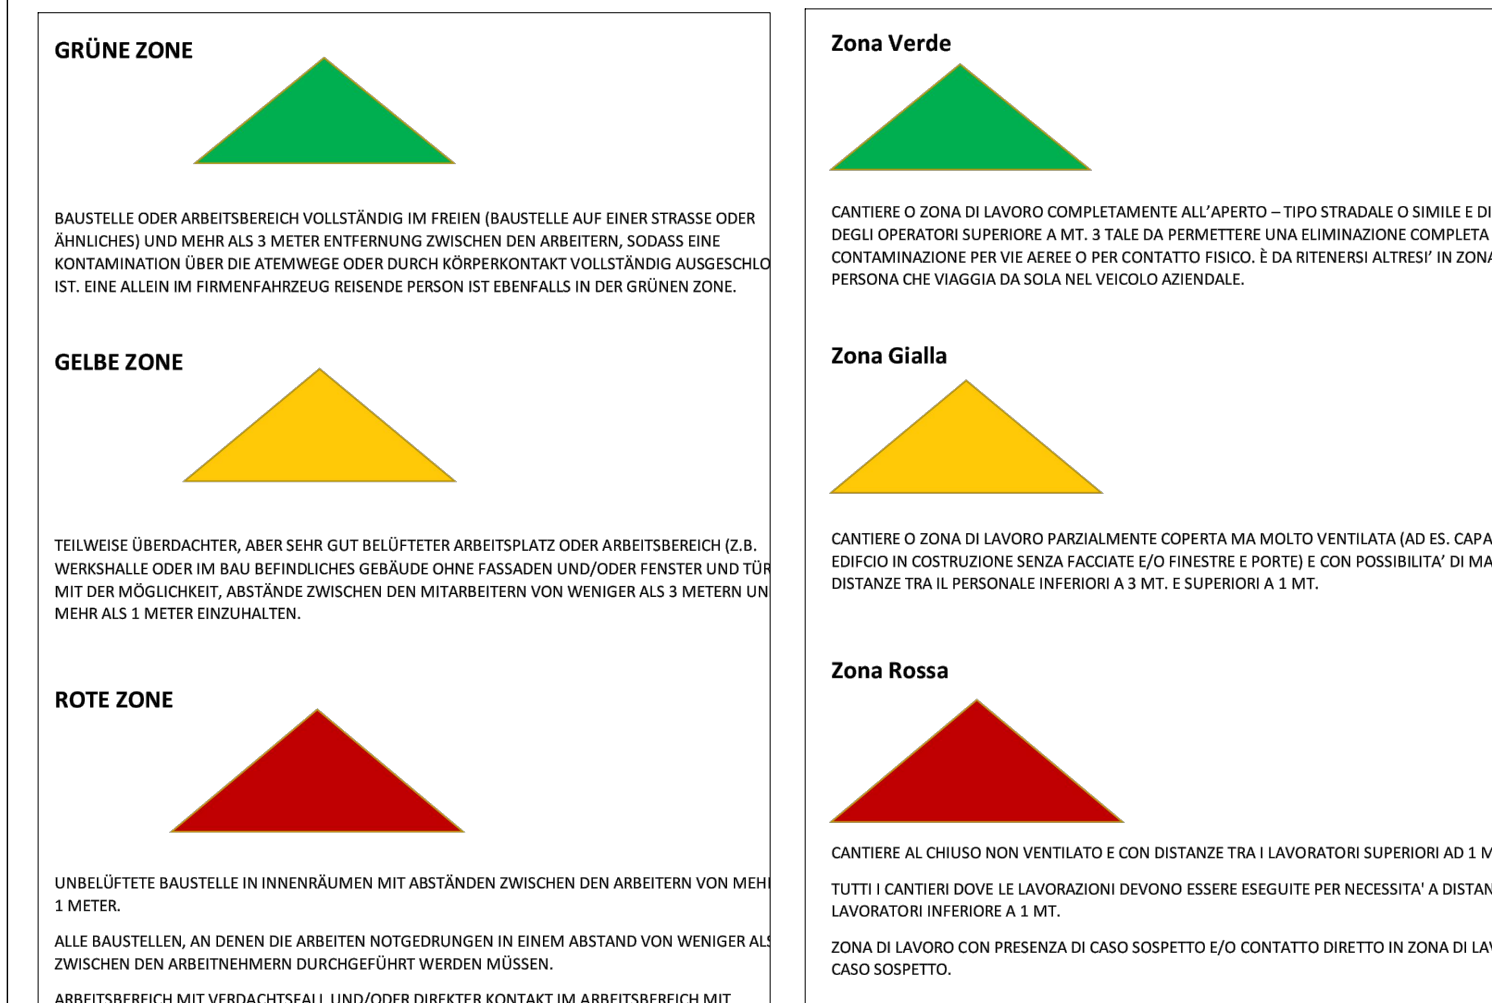 GRÜNE ZONE
BAUSTELLE ODER ARBEITSBEREICH VOLLSTÄNDIG IM FREIEN (BAUSTELLE AUF EINER STRASSE ODER
ÄHNLICHES) UND MEHR ALS 3 METER ENTFERNUNG ZWISCHEN DEN ARBEITERN, SODASS EINE
KONTAMINATION ÜBER DIE ATEMWEGE ODER DURCH KÖRPERKONTAKT VOLLSTÄNDIG AUSGESCHLO
IST. EINE ALLEIN IM FIRMENFAHRZEUG REISENDE PERSON IST EBENFALLS IN DER GRÜNEN ZONE.
GELBE ZONE
TEILWEISE ÜBERDACHTER, ABER SEHR GUT BELÜFTETER ARBEITSPLATZ ODER ARBEITSBEREICH (Z.B.
WERKSHALLE ODER IM BAU BEFINDLICHES GEBÄUDE OHNE FASSADEN UND/ODER FENSTER UND TÜR
MIT DER MÖGLICHKEIT, ABSTÄNDE ZWISCHEN DEN MITARBEITERN VON WENIGER ALS 3 METERN UN
MEHR ALS 1 METER EINZUHALTEN.
ROTE ZONE
UNBELÜFTETE BAUSTELLE IN INNENRÄUMEN MIT ABSTÄNDEN ZWISCHEN DEN ARBEITERN VON MEH
1 METER.
ALLE BAUSTELLEN, AN DENEN DIE ARBEITEN NOTGEDRUNGEN IN EINEM ABSTAND VON WENIGER ALS
ZWISCHEN DEN ARBEITNEHMERN DURCHGEFÜHRT WERDEN MÜSSEN.
ARBEITSBEREICH MIT VERDACHTSFALL UND/ODER DIREKTER KONTAKT IM ARBEITSBEREICH MIT
Zona Verde
CANTIERE O ZONA DI LAVORO COMPLETAMENTE ALL’APERTO – TIPO STRADALE O SIMILE E DI
DEGLI OPERATORI SUPERIORE A MT. 3 TALE DA PERMETTERE UNA ELIMINAZIONE COMPLETA
CONTAMINAZIONE PER VIE AEREE O PER CONTATTO FISICO. È DA RITENERSI ALTRESI’ IN ZONA
PERSONA CHE VIAGGIA DA SOLA NEL VEICOLO AZIENDALE.
Zona Gialla
CANTIERE O ZONA DI LAVORO PARZIALMENTE COPERTA MA MOLTO VENTILATA (AD ES. CAPA
EDIFCIO IN COSTRUZIONE SENZA FACCIATE E/O FINESTRE E PORTE) E CON POSSIBILITA’ DI MA
DISTANZE TRA IL PERSONALE INFERIORI A 3 MT. E SUPERIORI A 1 MT.
Zona Rossa
CANTIERE AL CHIUSO NON VENTILATO E CON DISTANZE TRA I LAVORATORI SUPERIORI AD 1 M
TUTTI I CANTIERI DOVE LE LAVORAZIONI DEVONO ESSERE ESEGUITE PER NECESSITA' A DISTAN
LAVORATORI INFERIORE A 1 MT.
ZONA DI LAVORO CON PRESENZA DI CASO SOSPETTO E/O CONTATTO DIRETTO IN ZONA DI LAV
CASO SOSPETTO.